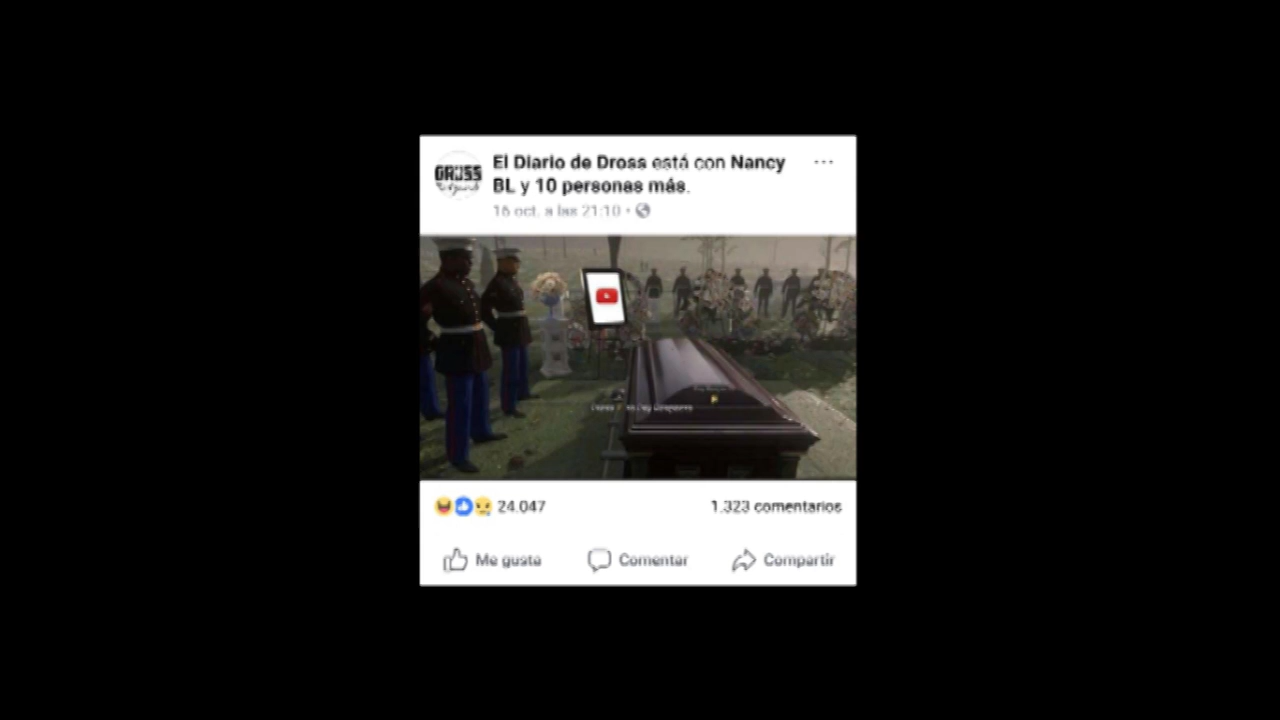 El Diario de Dross está con Nancy
BL y 10 personas más.
16 oct. a las 21:10
DROSS
24.047
1.323 comentarios
Me gusta
Comentar
Compartir